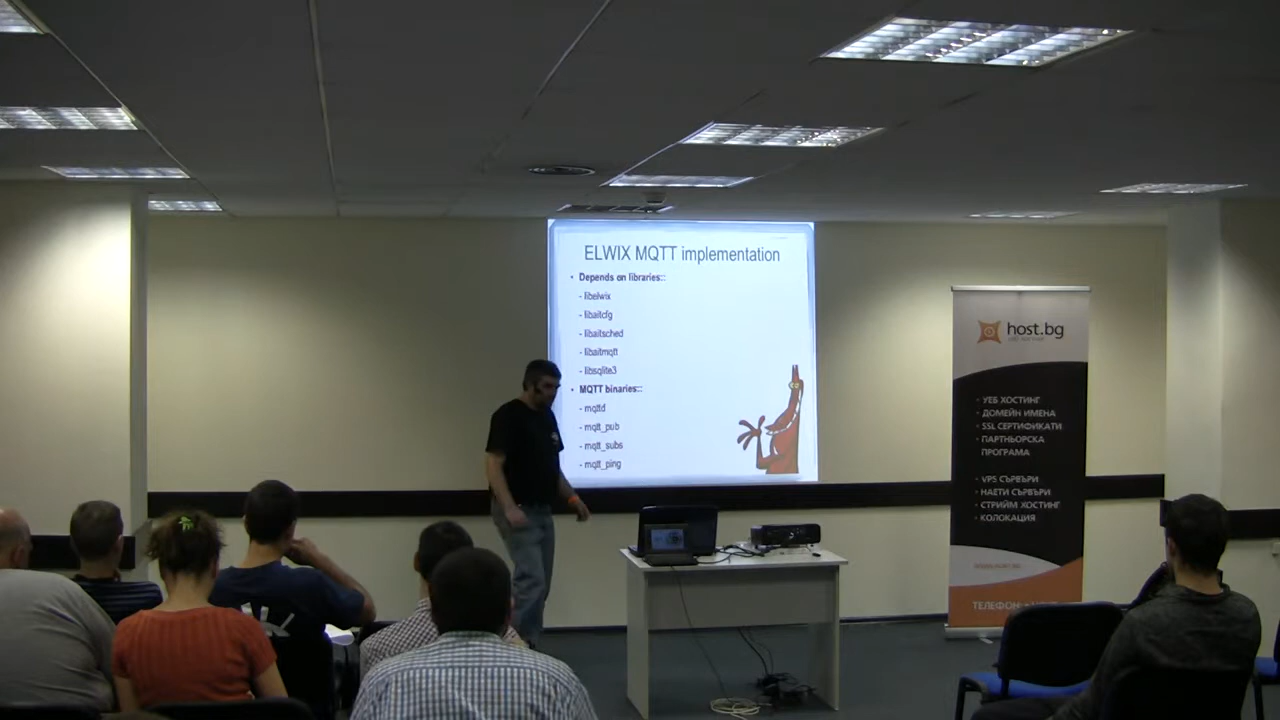 ELWIX MQTT implementation
• Depends on libraries::
- libelwix
- libaitcfg
- libaitsched
- libaitmqtt
- libsqlite3
• MQTT binaries::
- mqttd
- mqtt_pub
- mqtt_subs
- mqtt_ping
host.bg
• УЕБ ХОСТИНГ
• ДОМЕЙН ИМЕНА
• SSL СЕРТИФИКАТИ
• ПАРТНЬОРСКА
ПРОГРАМА
• VPS СЪРВЪРИ
• НАЕТИ СЪРВЪРИ
• СТРИЙМ ХОСТИНГ
• КОЛОКАЦИЯ
ТЕЛЕФОН